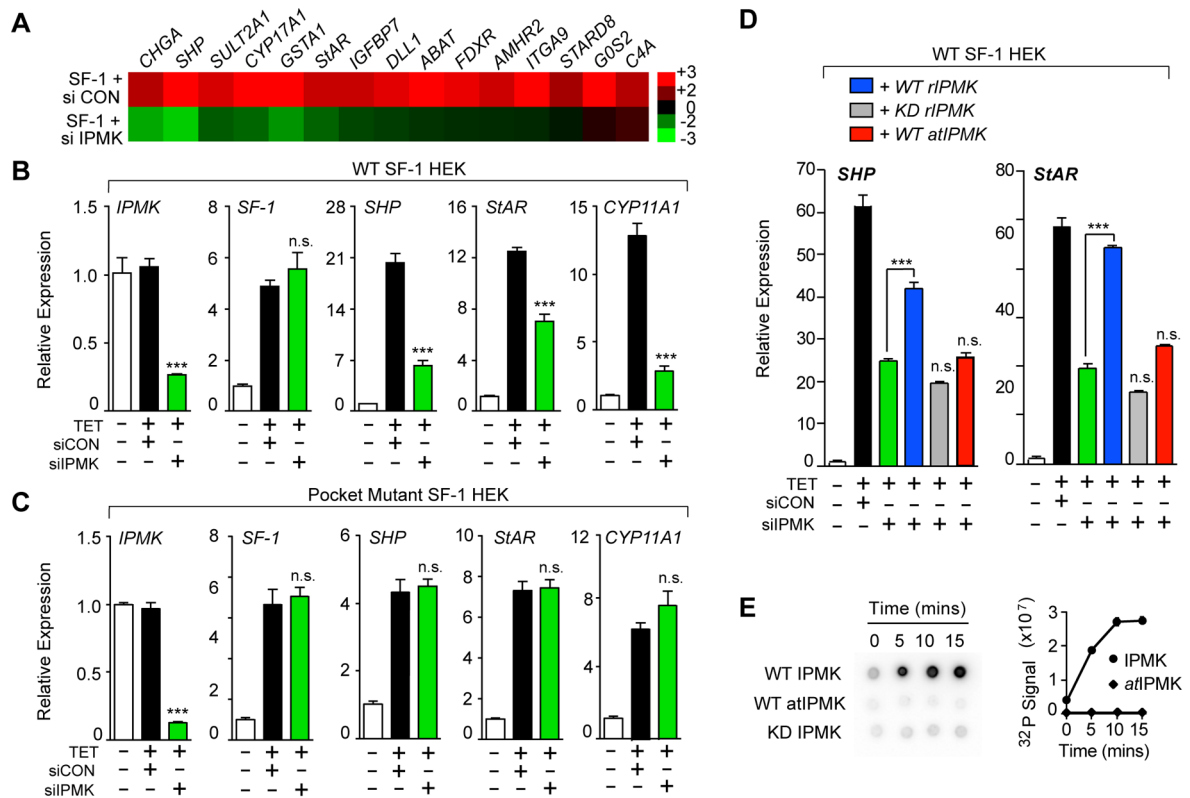 A
CHGA SHP SULT2A1 CYP17A1 GSTA1 StAR IGFBP7 DLL1 ABAT FDXR AMHR2 ITGA9 STARD8 G0S2 C4A
SF-1 +
si CON
SF-1 +
si IPMK
+3
+2
0
-2
-3
B
WT SF-1 HEK
Relative Expression
IPMK
1.5
1.0
0.5
0
***
SF-1
8
6
4
2
0
n.s.
SHP
28
21
14
7
0
***
StAR
16
12
8
4
0
***
CYP11A1
15
10
5
0
***
TET – + + – + + – + + – + + – + +
siCON – + – – + – – + – – + – – + –
siIPMK – – + – – + – – + – – + – – +
C
Pocket Mutant SF-1 HEK
Relative Expression
IPMK
1.5
1.0
0.5
0
***
SF-1
8
6
4
2
0
n.s.
SHP
6
4
2
0
n.s.
StAR
10
8
6
4
2
0
n.s.
CYP11A1
12
8
4
0
n.s.
TET – + + – + + – + + – + + – + +
siCON – + – – + – – + – – + – – + –
siIPMK – – + – – + – – + – – + – – +
D
WT SF-1 HEK
+ WT rIPMK
+ KD rIPMK
+ WT atIPMK
Relative Expression
SHP
70
60
50
40
30
20
10
0
***
n.s.
n.s.
StAR
80
60
40
20
0
***
n.s.
n.s.
TET – + + + + + – + + + + +
siCON – + – – – – – + – – – –
siIPMK – – + + + + – – + + + +
E
Time (mins)
0 5 10 15
WT IPMK
WT atIPMK
KD IPMK
32P Signal (x10⁷)
3
2
1
0
IPMK
atIPMK
0 5 10 15
Time (mins)